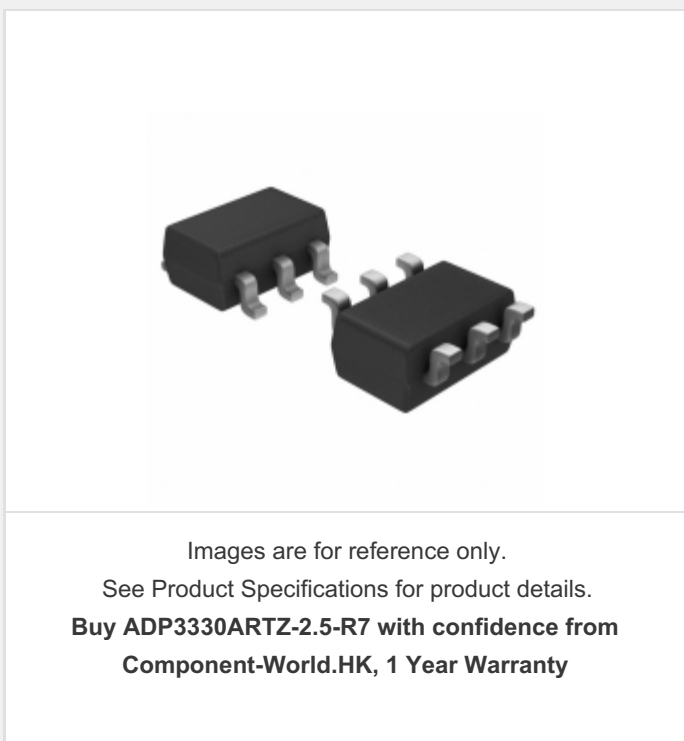 Images are for reference only.
See Product Specifications for product details.
Buy ADP3330ARTZ-2.5-R7 with confidence from
Component-World.HK, 1 Year Warranty